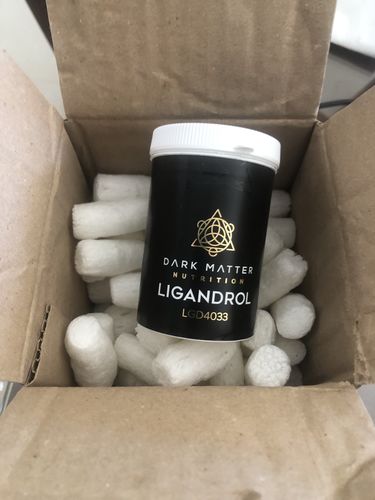 DARK MATTER
NUTRITION
LIGANDROL
LGD4033